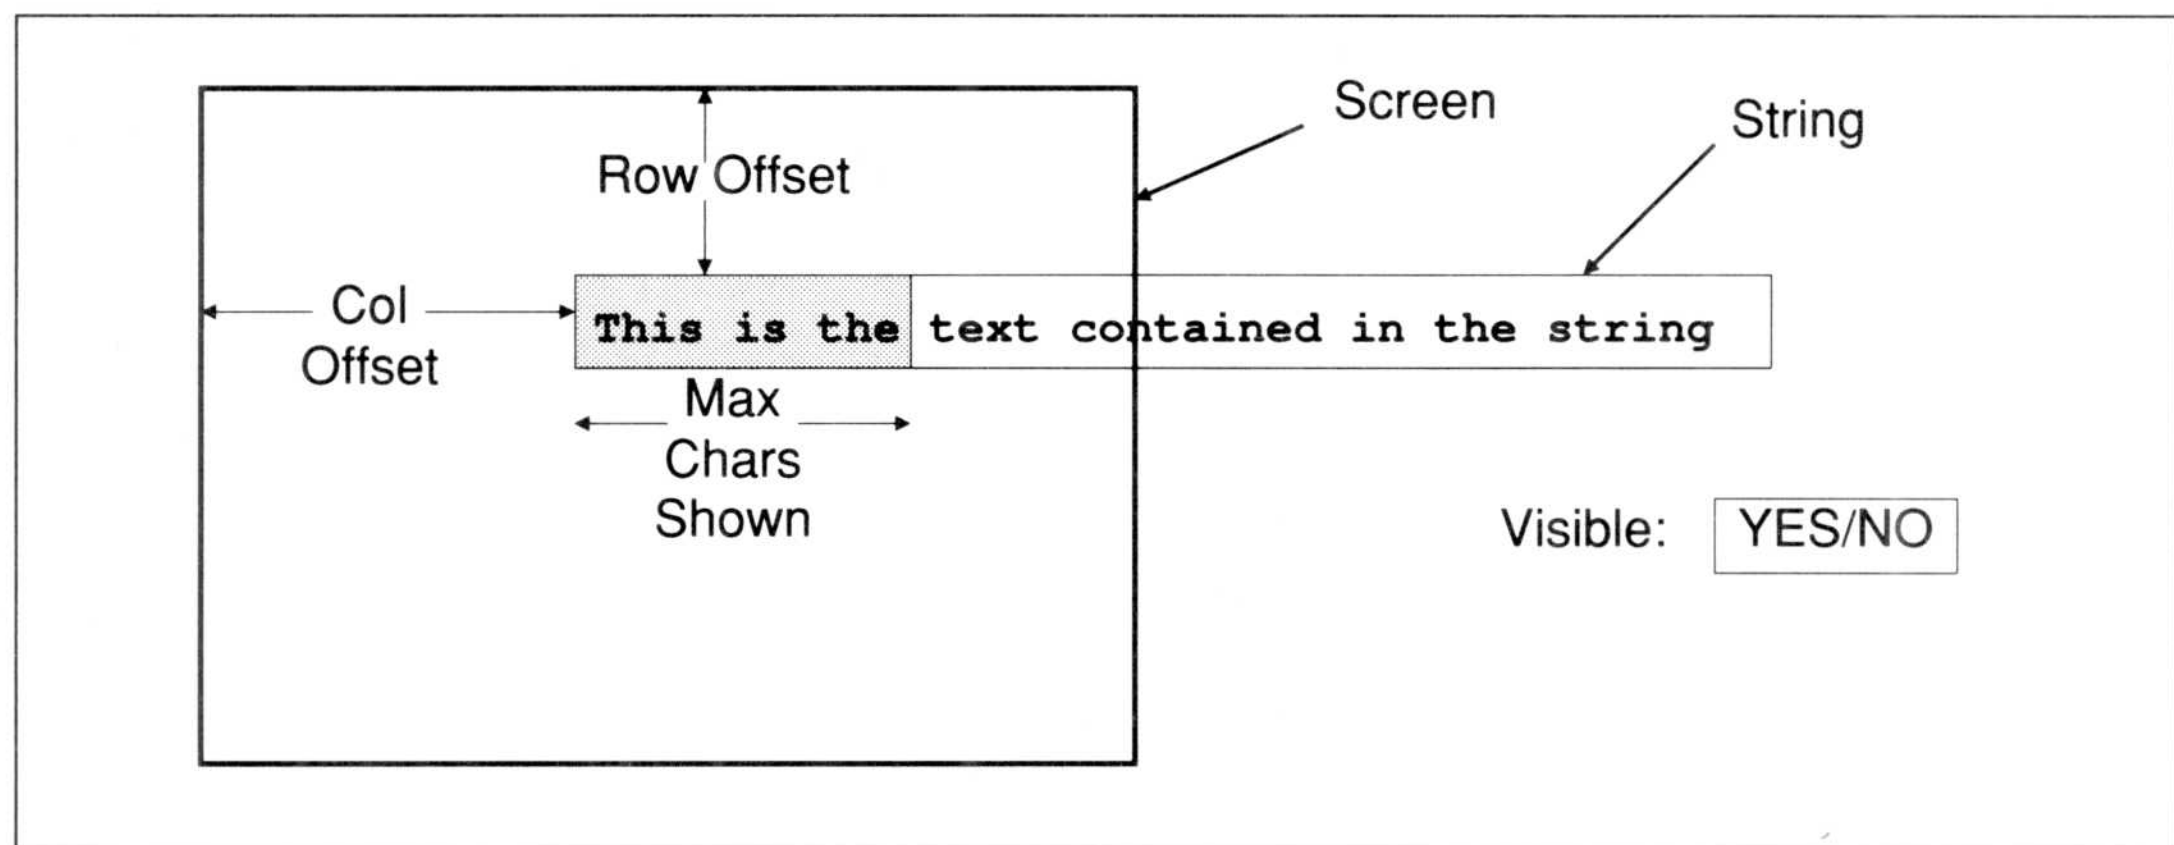 Screen
String
Row Offset
Col
Offset
This is the text contained in the string
Max
Chars
Shown
Visible: YES/NO